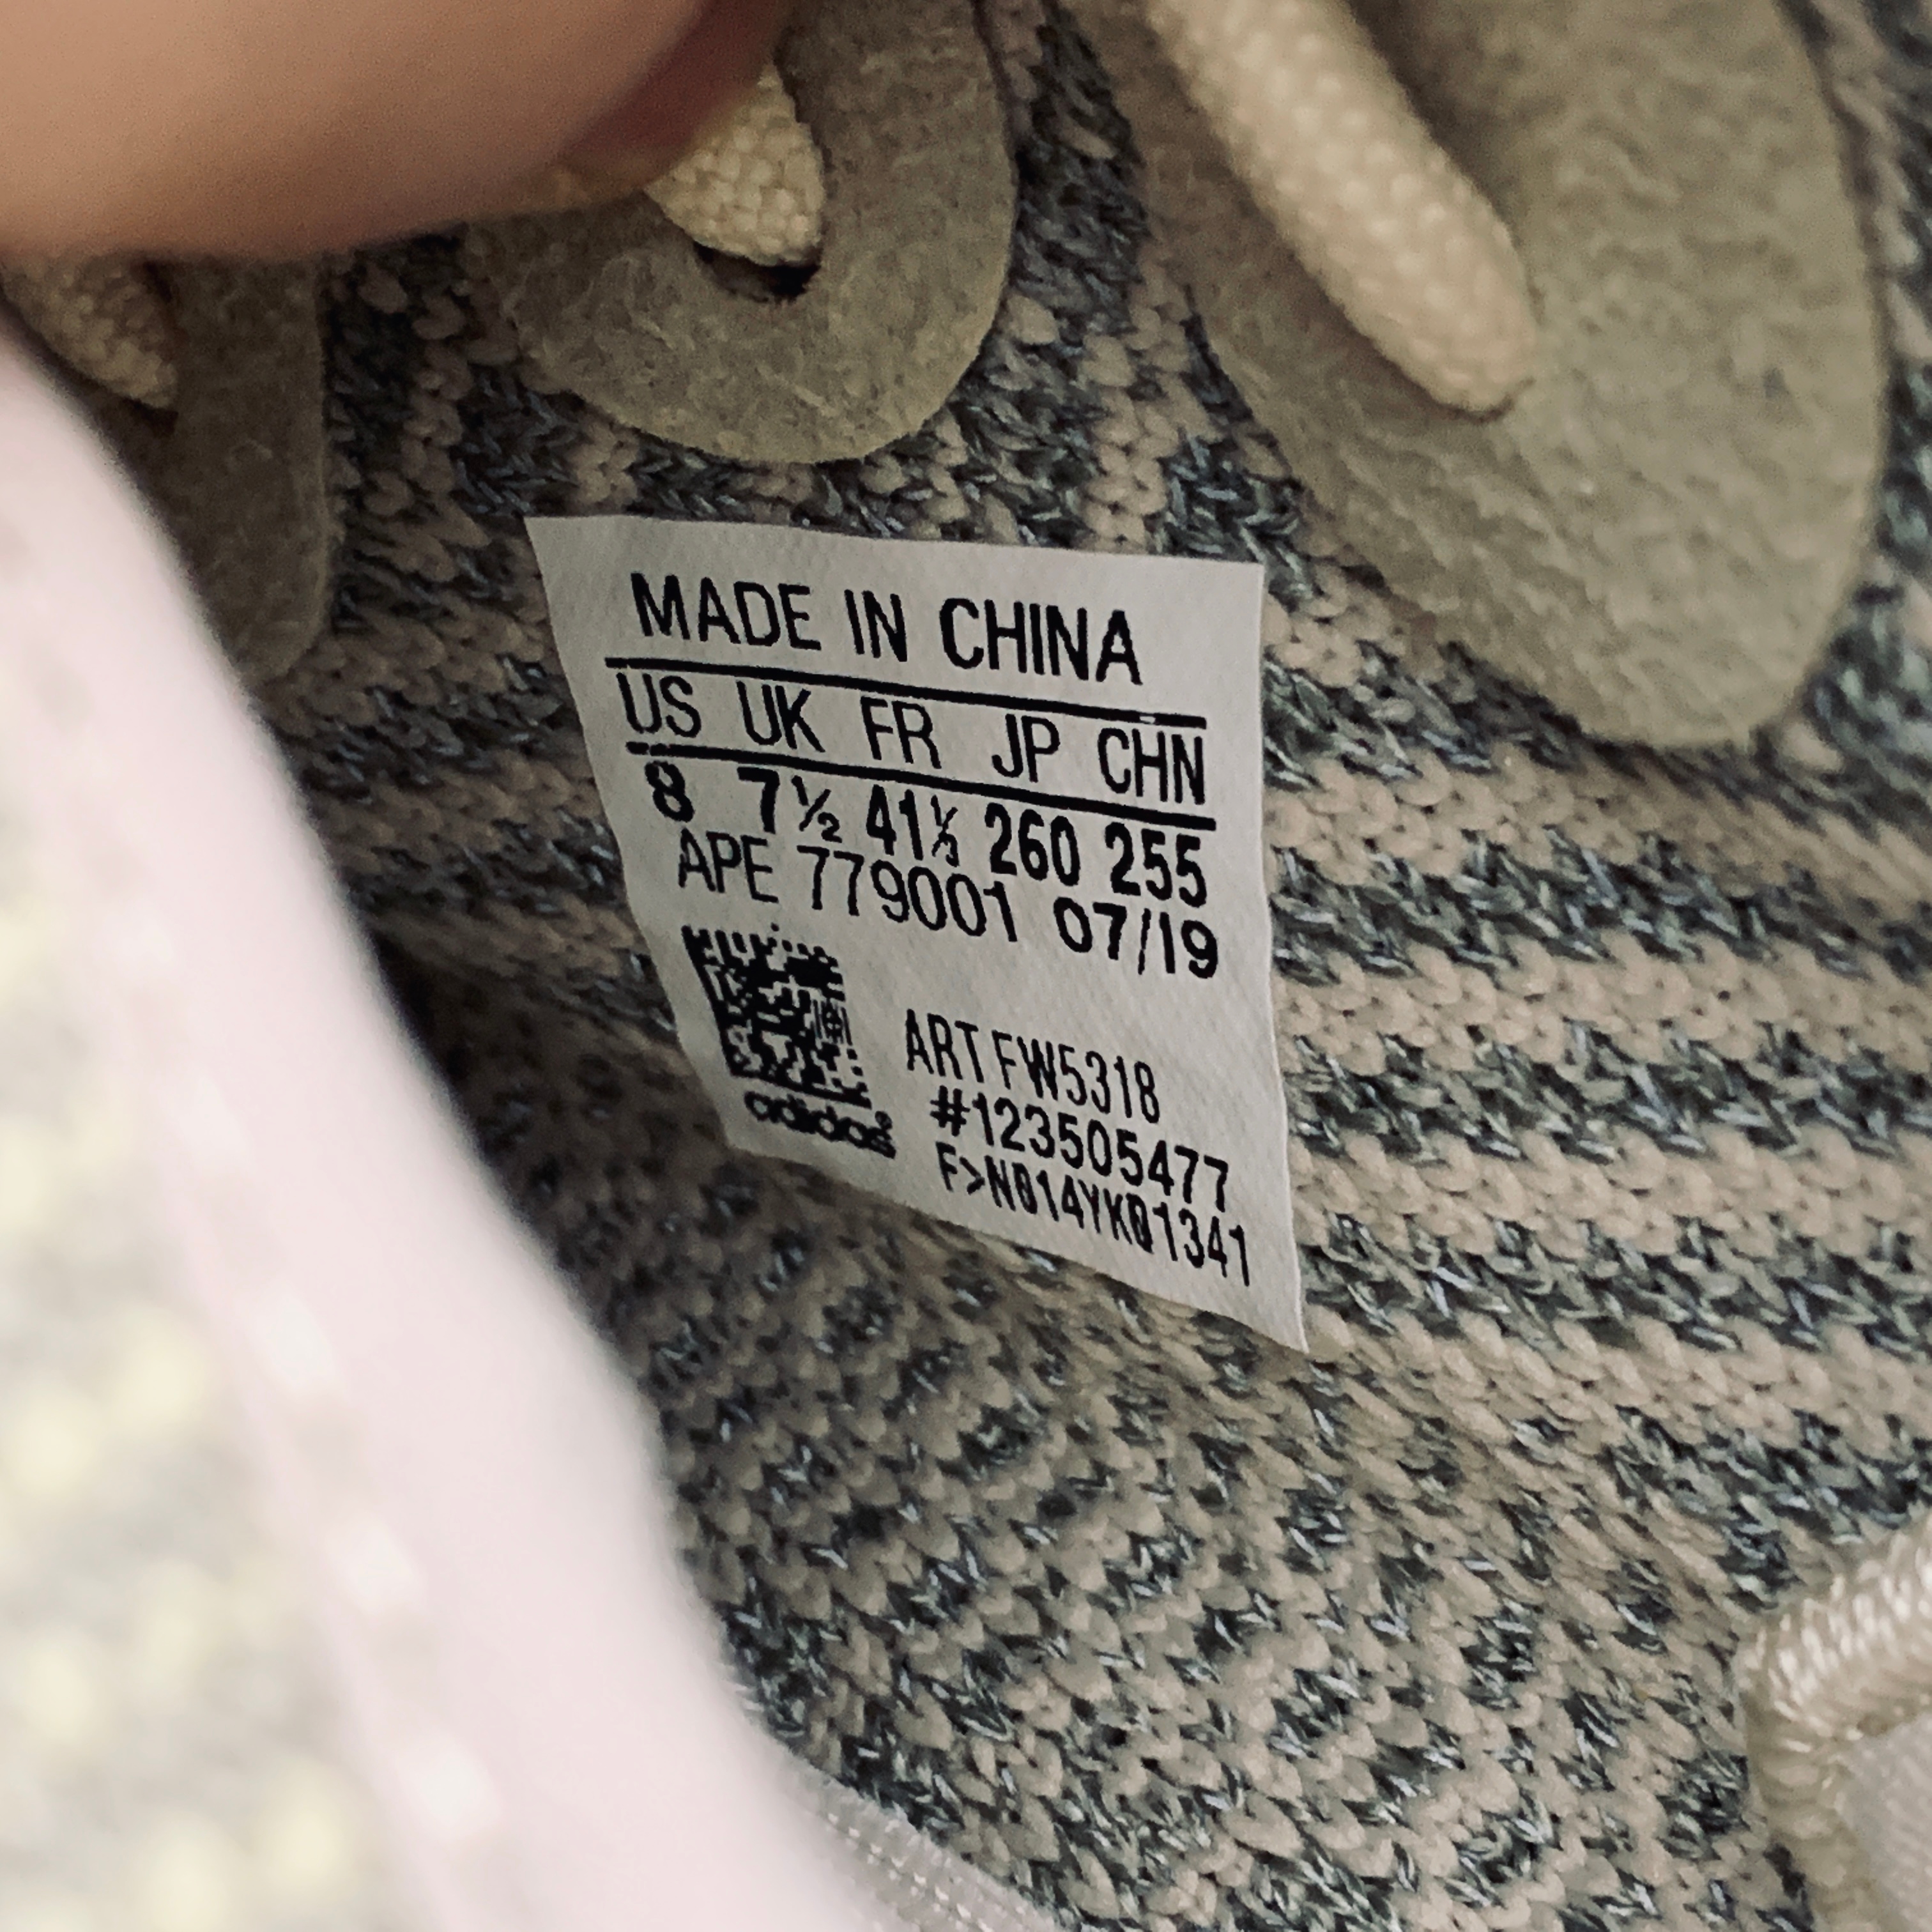 MADE IN CHINA
US UK FR JP CHN
8 7½ 41⅓ 260 255
APE 779001 07/19
ART FW5318
#123505477
F>N014YK01341
adidas